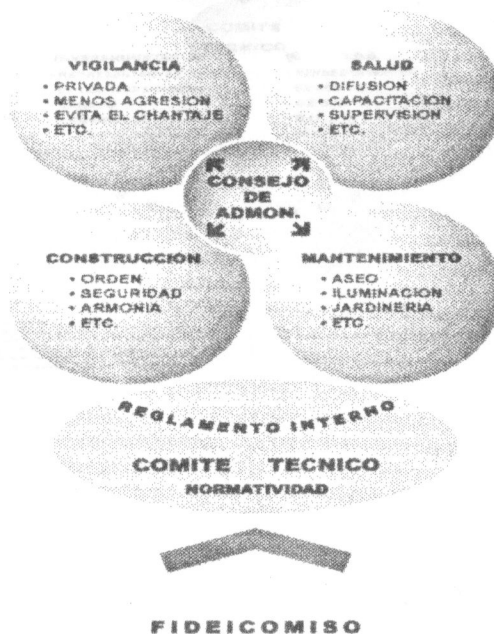 VIGILANCIA
• PRIVADA
• MENOS AGRESION
• EVITA EL CHANTAJE
• ETC.
SALUD
• DIFUSION
• CAPACITACION
• SUPERVISION
• ETC.
CONSEJO
DE
ADMON.
CONSTRUCCION
• ORDEN
• SEGURIDAD
• ARMONIA
• ETC.
MANTENIMIENTO
• ASEO
• ILUMINACION
• JARDINERIA
• ETC.
REGLAMENTO INTERNO
COMITE TECNICO
NORMATIVIDAD
FIDEICOMISO